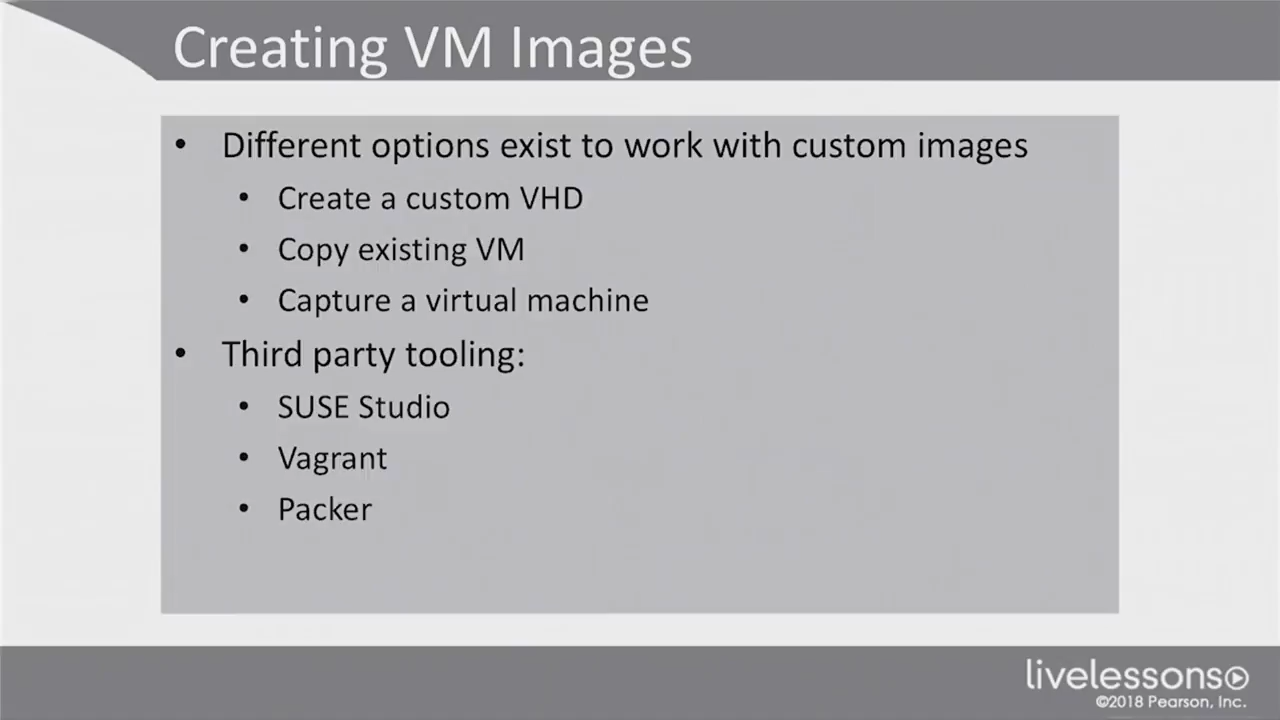 Creating VM Images
• Different options exist to work with custom images
• Create a custom VHD
• Copy existing VM
• Capture a virtual machine
• Third party tooling:
• SUSE Studio
• Vagrant
• Packer
livelessons
©2018 Pearson, Inc.